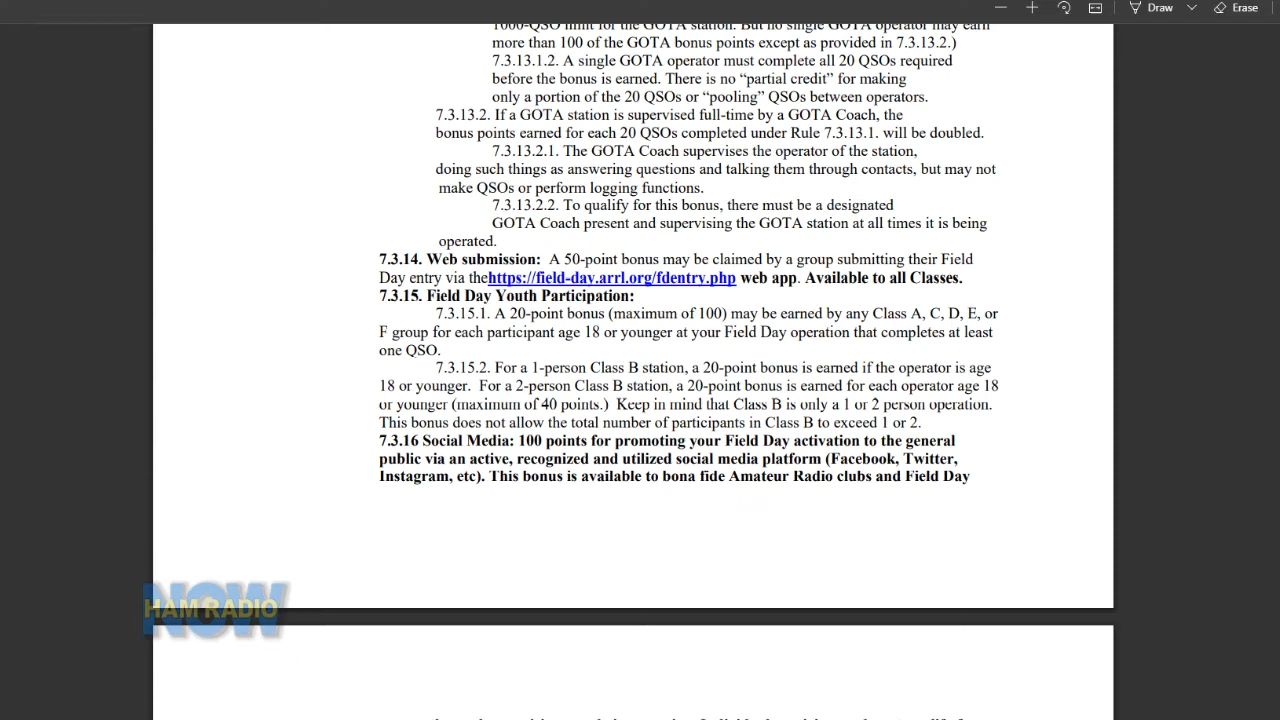 Draw
Erase
1000-QSO limit for the GOTA station. But no single GOTA operator may earn
more than 100 of the GOTA bonus points except as provided in 7.3.13.2.)
7.3.13.1.2. A single GOTA operator must complete all 20 QSOs required
before the bonus is earned. There is no “partial credit” for making
only a portion of the 20 QSOs or “pooling” QSOs between operators.
7.3.13.2. If a GOTA station is supervised full-time by a GOTA Coach, the
bonus points earned for each 20 QSOs completed under Rule 7.3.13.1. will be doubled.
7.3.13.2.1. The GOTA Coach supervises the operator of the station,
doing such things as answering questions and talking them through contacts, but may not
make QSOs or perform logging functions.
7.3.13.2.2. To qualify for this bonus, there must be a designated
GOTA Coach present and supervising the GOTA station at all times it is being
operated.
7.3.14. Web submission: A 50-point bonus may be claimed by a group submitting their Field
Day entry via thehttps://field-day.arrl.org/fdentry.php web app. Available to all Classes.
7.3.15. Field Day Youth Participation:
7.3.15.1. A 20-point bonus (maximum of 100) may be earned by any Class A, C, D, E, or
F group for each participant age 18 or younger at your Field Day operation that completes at least
one QSO.
7.3.15.2. For a 1-person Class B station, a 20-point bonus is earned if the operator is age
18 or younger. For a 2-person Class B station, a 20-point bonus is earned for each operator age 18
or younger (maximum of 40 points.) Keep in mind that Class B is only a 1 or 2 person operation.
This bonus does not allow the total number of participants in Class B to exceed 1 or 2.
7.3.16 Social Media: 100 points for promoting your Field Day activation to the general
public via an active, recognized and utilized social media platform (Facebook, Twitter,
Instagram, etc). This bonus is available to bona fide Amateur Radio clubs and Field Day
HAM RADIO
NOW